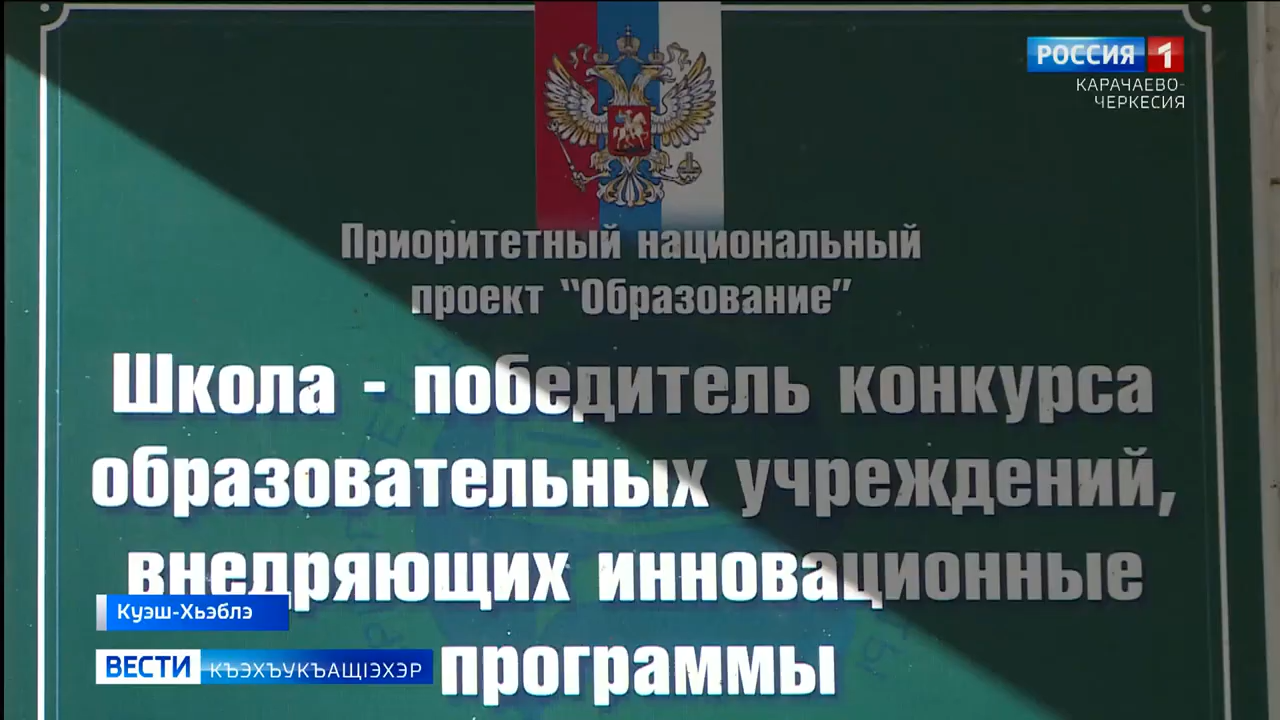 РОССИЯ 1
КАРАЧАЕВО-
ЧЕРКЕСИЯ
Приоритетный национальный
проект "Образование"
Школа - победитель конкурса
образовательных учреждений,
внедряющих инновационные
программы
Куэш-Хьэблэ
ВЕСТИ КЪЭХЪУКЪАЩӀЭХЭР